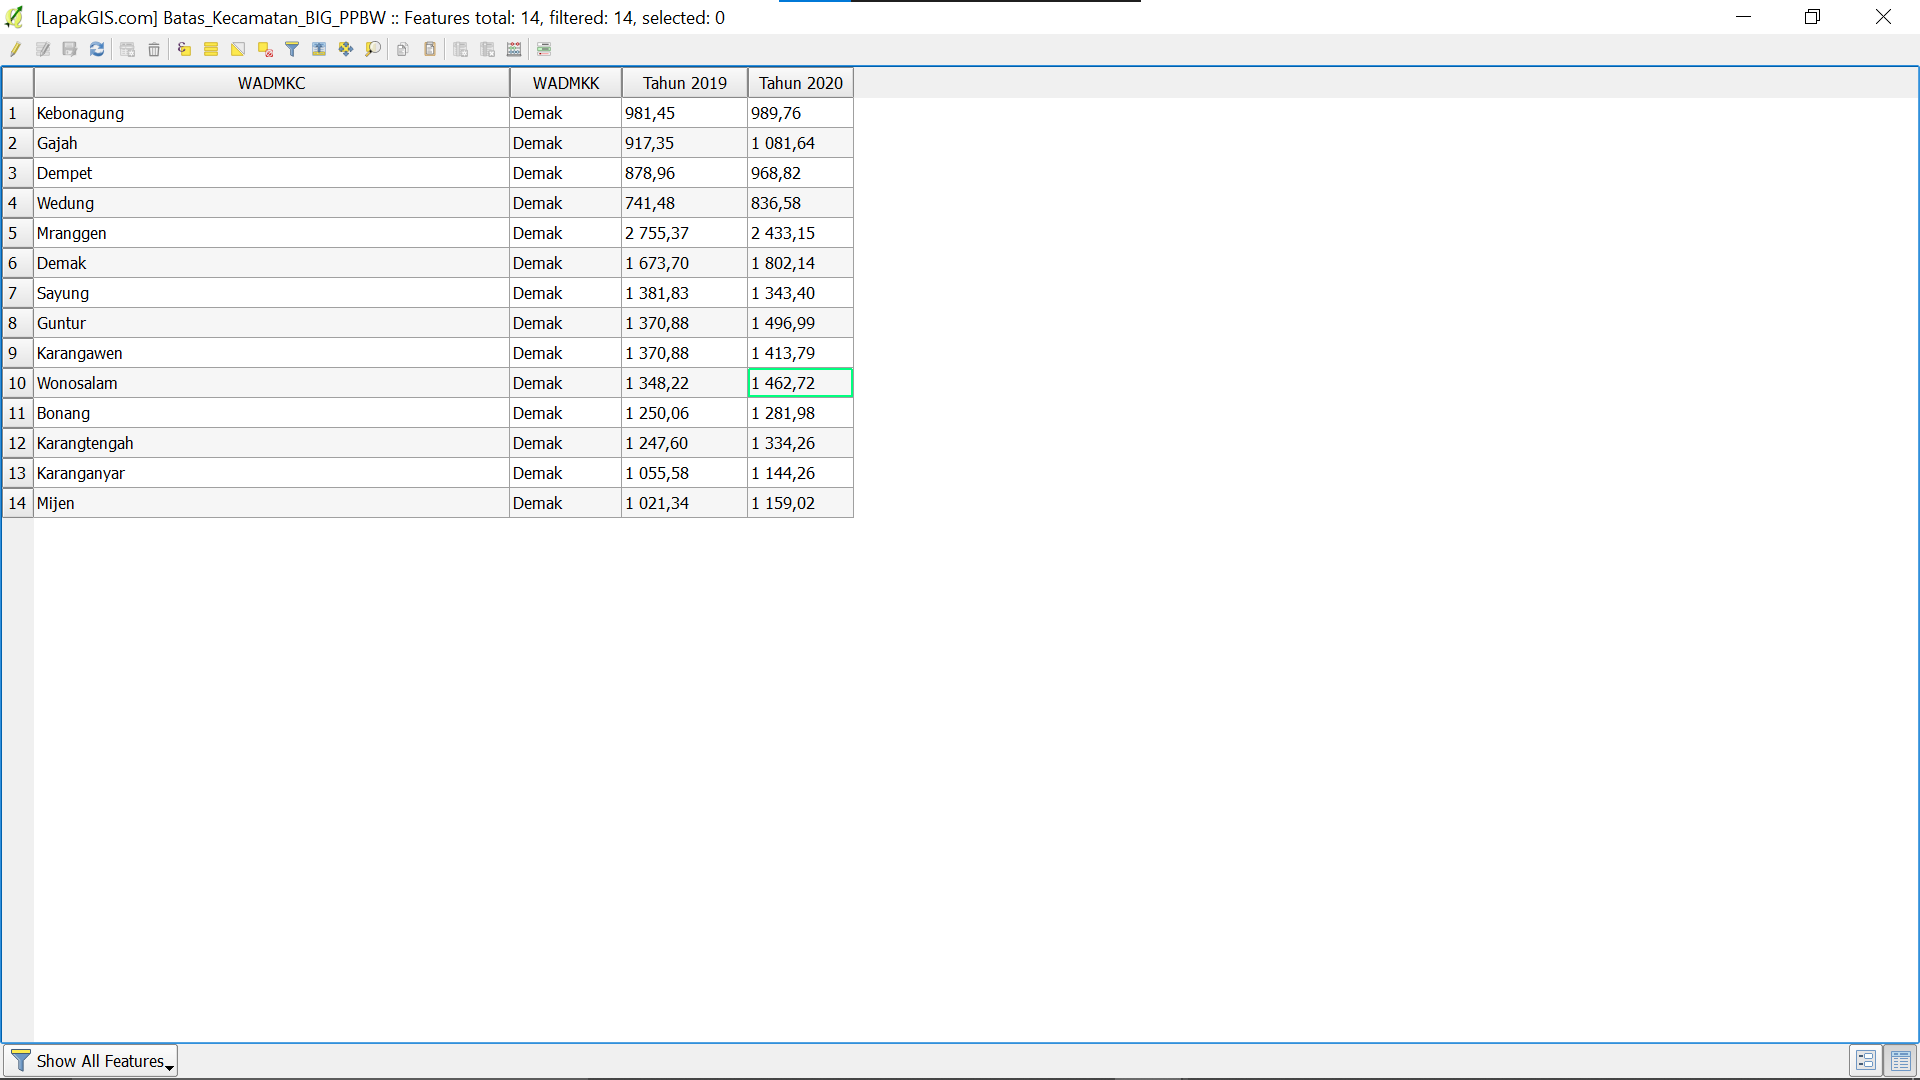 [LapakGIS.com] Batas_Kecamatan_BIG_PPBW :: Features total: 14, filtered: 14, selected: 0
WADMKC WADMKK Tahun 2019 Tahun 2020
1 Kebonagung Demak 981,45 989,76
2 Gajah Demak 917,35 1 081,64
3 Dempet Demak 878,96 968,82
4 Wedung Demak 741,48 836,58
5 Mranggen Demak 2 755,37 2 433,15
6 Demak Demak 1 673,70 1 802,14
7 Sayung Demak 1 381,83 1 343,40
8 Guntur Demak 1 370,88 1 496,99
9 Karangawen Demak 1 370,88 1 413,79
10 Wonosalam Demak 1 348,22 1 462,72
11 Bonang Demak 1 250,06 1 281,98
12 Karangtengah Demak 1 247,60 1 334,26
13 Karanganyar Demak 1 055,58 1 144,26
14 Mijen Demak 1 021,34 1 159,02
Show All Features